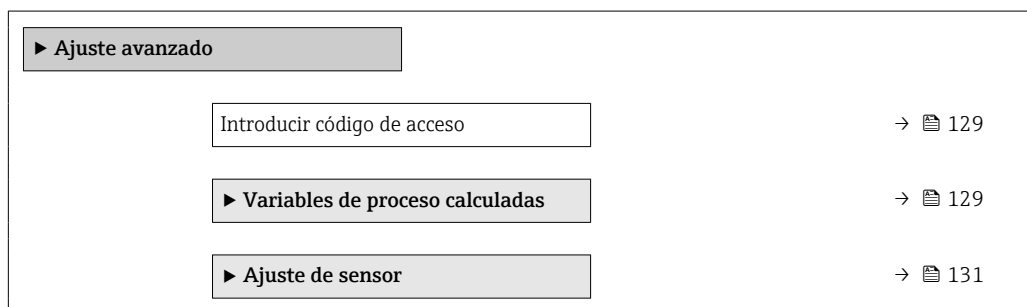 ▶ Ajuste avanzado
Introducir código de acceso → 129
▶ Variables de proceso calculadas → 129
▶ Ajuste de sensor → 131